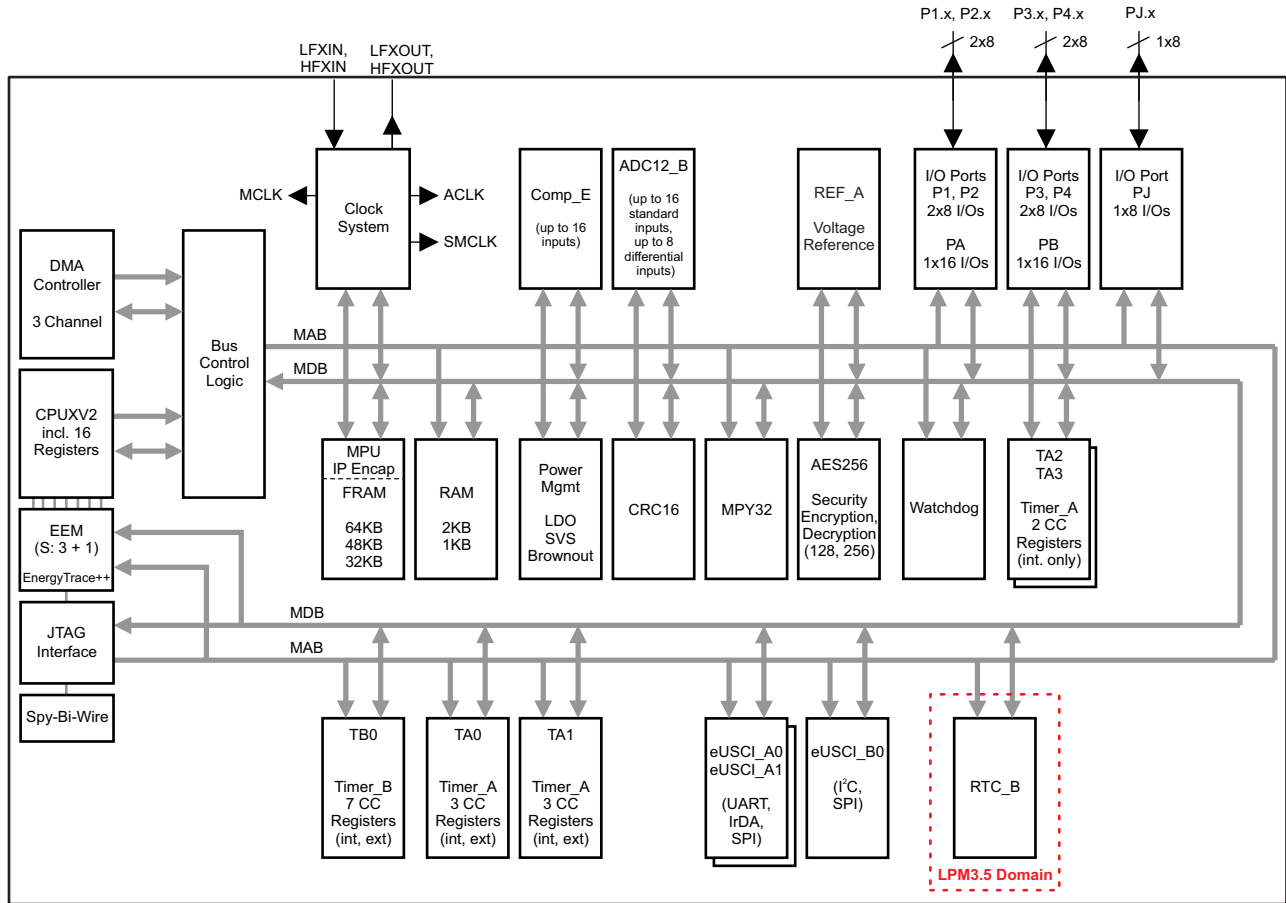 P1.x, P2.x
P3.x, P4.x
PJ.x
2x8
2x8
1x8
LFXIN,
HFXIN
LFXOUT,
HFXOUT
MCLK
Clock
System
ACLK
SMCLK
Comp_E
(up to 16
inputs)
ADC12_B
(up to 16
standard
inputs,
up to 8
differential
inputs)
REF_A
Voltage
Reference
I/O Ports
P1, P2
2x8 I/Os
PA
1x16 I/Os
I/O Ports
P3, P4
2x8 I/Os
PB
1x16 I/Os
I/O Port
PJ
1x8 I/Os
DMA
Controller
3 Channel
Bus
Control
Logic
MAB
MDB
CPUXV2
incl. 16
Registers
MPU
IP Encap
FRAM
64KB
48KB
32KB
RAM
2KB
1KB
Power
Mgmt
LDO
SVS
Brownout
CRC16
MPY32
AES256
Security
Encryption,
Decryption
(128, 256)
Watchdog
TA2
TA3
Timer_A
2 CC
Registers
(int. only)
EEM
(S: 3 + 1)
EnergyTrace++
MDB
JTAG
Interface
MAB
Spy-Bi-Wire
TB0
Timer_B
7 CC
Registers
(int, ext)
TA0
Timer_A
3 CC
Registers
(int, ext)
TA1
Timer_A
3 CC
Registers
(int, ext)
eUSCI_A0
eUSCI_A1
(UART,
IrDA,
SPI)
eUSCI_B0
(I²C,
SPI)
RTC_B
LPM3.5 Domain